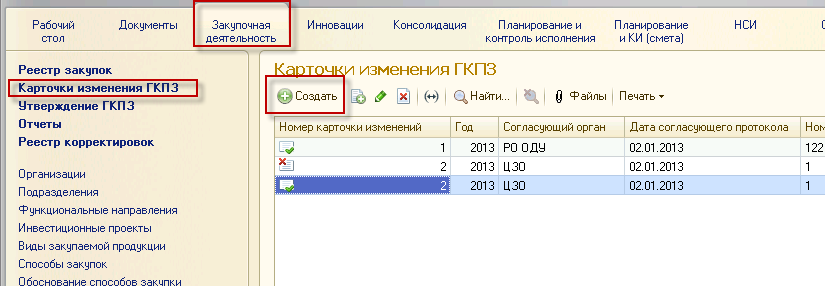 Рабочий стол
Документы
Закупочная деятельность
Инновации
Консолидация
Планирование и контроль исполнения
Планирование и КИ (смета)
НСИ
Реестр закупок
Карточки изменения ГКПЗ
Утверждение ГКПЗ
Отчеты
Реестр корректировок
Организации
Подразделения
Функциональные направления
Инвестиционные проекты
Виды закупаемой продукции
Способы закупок
Обоснование способов закупки
Карточки изменения ГКПЗ
Создать Найти... Файлы Печать
Номер карточки изменений Год Согласующий орган Дата согласующего протокола Ном
1 2013 РО ОДУ 02.01.2013 122
2 2013 ЦЗО 02.01.2013 1
2 2013 ЦЗО 02.01.2013 1